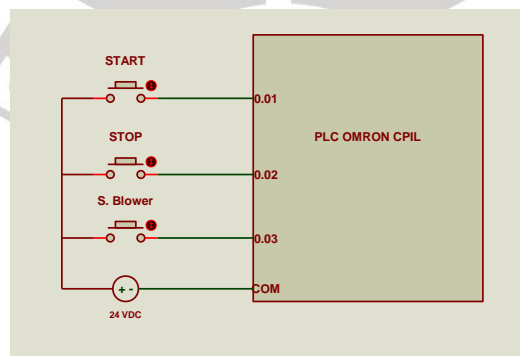 START
0.01
STOP
PLC OMRON CPIL
0.02
S. Blower
0.03
+ -
COM
24 VDC